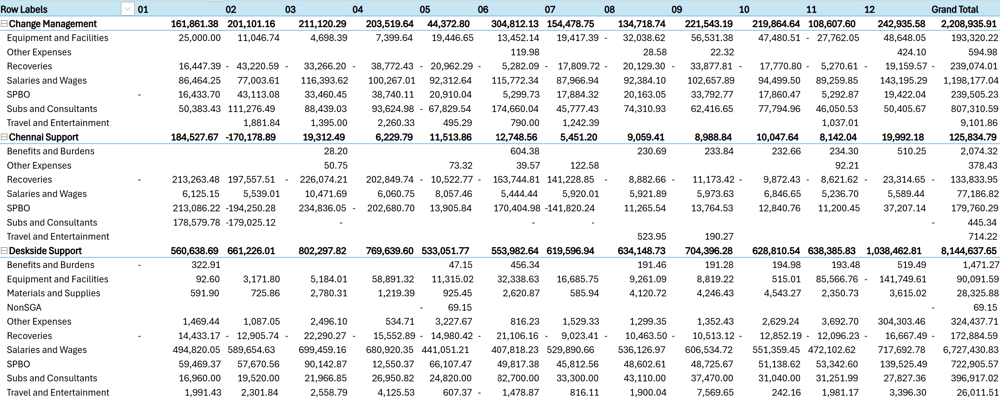 Row Labels 01 02 03 04 05 06 07 08 09 10 11 12 Grand Total
Change Management 161,861.38 201,101.16 211,120.29 203,519.64 44,372.80 304,812.13 154,478.75 134,718.74 221,543.19 219,864.64 108,607.60 242,935.58 2,208,935.91
Equipment and Facilities 25,000.00 11,046.74 4,698.39 7,399.64 19,446.65 13,452.14 19,417.39 - 32,038.62 56,531.38 47,480.51 - 27,762.05 48,648.05 193,320.22
Other Expenses 119.98 28.58 22.32 424.10 594.98
Recoveries 16,447.39 - 43,220.59 - 33,266.20 - 38,772.43 - 20,962.29 - 5,282.09 - 17,809.72 - 20,129.30 - 33,877.81 - 17,770.80 - 5,270.61 - 19,159.57 - 239,074.01
Salaries and Wages 86,464.25 77,003.61 116,393.62 100,267.01 92,312.64 115,772.34 87,966.94 92,384.10 102,657.89 94,499.50 89,259.85 143,195.29 1,198,177.04
SPBO - 16,433.70 43,113.08 33,460.45 38,740.11 20,910.04 5,299.73 17,884.32 20,163.05 33,792.77 17,860.47 5,292.87 19,422.04 239,505.23
Subs and Consultants 50,383.43 111,276.49 88,439.03 93,624.98 - 67,829.54 174,660.04 45,777.43 74,310.93 62,416.65 77,794.96 46,050.53 50,405.67 807,310.59
Travel and Entertainment 1,881.84 1,395.00 2,260.33 495.29 790.00 1,242.39 1,037.01 9,101.86
Chennai Support 184,527.67 -170,178.89 19,312.49 6,229.79 11,513.86 12,748.56 5,451.20 9,059.41 8,988.84 10,047.64 8,142.04 19,992.18 125,834.79
Benefits and Burdens 28.20 604.38 230.69 233.84 232.66 234.30 510.25 2,074.32
Other Expenses 50.75 73.32 39.57 122.58 92.21 378.43
Recoveries - 213,263.48 197,557.51 - 226,074.21 202,849.74 - 10,522.77 - 163,744.81 141,228.85 - 8,882.66 - 11,173.42 - 9,872.43 - 8,621.62 - 23,314.65 - 133,833.95
Salaries and Wages 6,125.15 5,539.01 10,471.69 6,060.75 8,057.46 5,444.44 5,920.01 5,921.89 5,973.63 6,846.65 5,236.70 5,589.44 77,186.82
SPBO 213,086.22 -194,250.28 234,836.05 - 202,680.70 13,905.84 170,404.98 -141,820.24 11,265.54 13,764.53 12,840.76 11,200.45 37,207.14 179,760.29
Subs and Consultants 178,579.78 -179,025.12 - - - - 445.34
Travel and Entertainment 523.95 190.27 714.22
Deskside Support 560,638.69 661,226.01 802,297.82 769,639.60 533,051.77 553,982.64 619,596.94 634,148.73 704,396.28 628,810.54 638,385.83 1,038,462.81 8,144,637.65
Benefits and Burdens - 322.91 47.15 456.34 191.46 191.28 194.98 193.48 519.49 1,471.27
Equipment and Facilities 92.60 3,171.80 5,184.01 58,891.32 11,315.02 32,338.63 16,685.75 9,261.09 8,819.22 515.01 85,566.76 - 141,749.61 90,091.59
Materials and Supplies 591.90 725.86 2,780.31 1,219.39 925.45 2,620.87 585.94 4,120.72 4,246.43 4,543.27 2,350.73 3,615.02 28,325.88
NonSGA - 69.15 - 69.15
Other Expenses 1,469.44 1,087.05 2,496.10 534.71 3,227.67 816.23 1,529.33 1,299.35 1,352.43 2,629.24 3,692.70 304,303.46 324,437.71
Recoveries - 14,433.17 - 12,905.74 - 22,290.27 - 15,552.89 - 14,980.42 - 21,106.16 - 9,023.41 - 10,463.50 - 10,513.12 - 12,852.19 - 12,096.23 - 16,667.49 - 172,884.59
Salaries and Wages 494,820.05 589,654.63 699,459.16 680,920.35 441,051.21 407,818.23 529,890.66 536,126.97 606,534.72 551,359.45 472,102.62 717,692.78 6,727,430.83
SPBO 59,469.37 57,670.56 90,142.87 12,550.37 66,107.47 49,817.38 45,812.56 48,602.61 48,725.67 51,138.62 53,342.60 139,525.49 722,905.57
Subs and Consultants 16,960.00 19,520.00 21,966.85 26,950.82 24,820.00 82,700.00 33,300.00 43,110.00 37,470.00 31,040.00 31,251.99 27,827.36 396,917.02
Travel and Entertainment 1,991.43 2,301.84 2,558.79 4,125.53 607.37 - 1,478.87 816.11 1,900.04 7,569.65 242.16 1,981.17 3,396.30 26,011.51